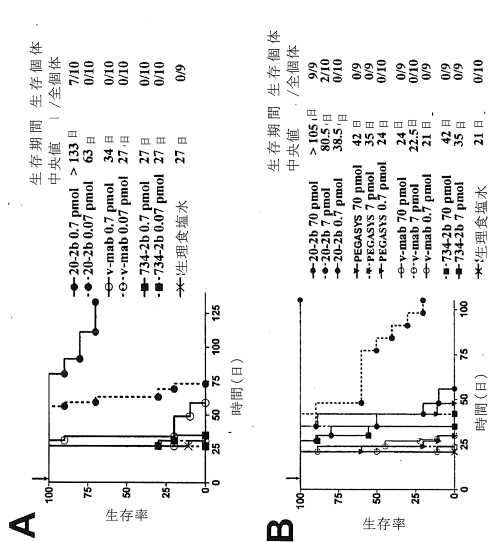 A
生存期間 生存個体
中央値 /全個体
20-2b 0.7 pmol > 133 日 7/10
20-2b 0.07 pmol 63 日 0/10
v-mab 0.7 pmol 34 日 0/10
v-mab 0.07 pmol 27 日 0/10
734-2b 0.7 pmol 27 日 0/10
734-2b 0.07 pmol 27 日 0/10
生理食塩水 27 日 0/9
生存率
100
75
50
25
0
0 25 50 75 100 125
時間(日)
B
生存期間 生存個体
中央値 /全個体
20-2b 70 pmol > 105 日 9/9
20-2b 7 pmol 80.5 日 2/10
20-2b 0.7 pmol 38.5 日 0/10
PEGASYS 70 pmol 42 日 0/9
PEGASYS 7 pmol 35 日 0/9
PEGASYS 0.7 pmol 24 日 0/10
v-mab 70 pmol 24 日 0/9
v-mab 7 pmol 22.5 日 0/10
v-mab 0.7 pmol 21 日 0/9
734-2b 70 pmol 42 日 0/9
734-2b 7 pmol 35 日 0/9
生理食塩水 21 日 0/10
生存率
100
75
50
25
0
0 25 50 75 100
時間(日)